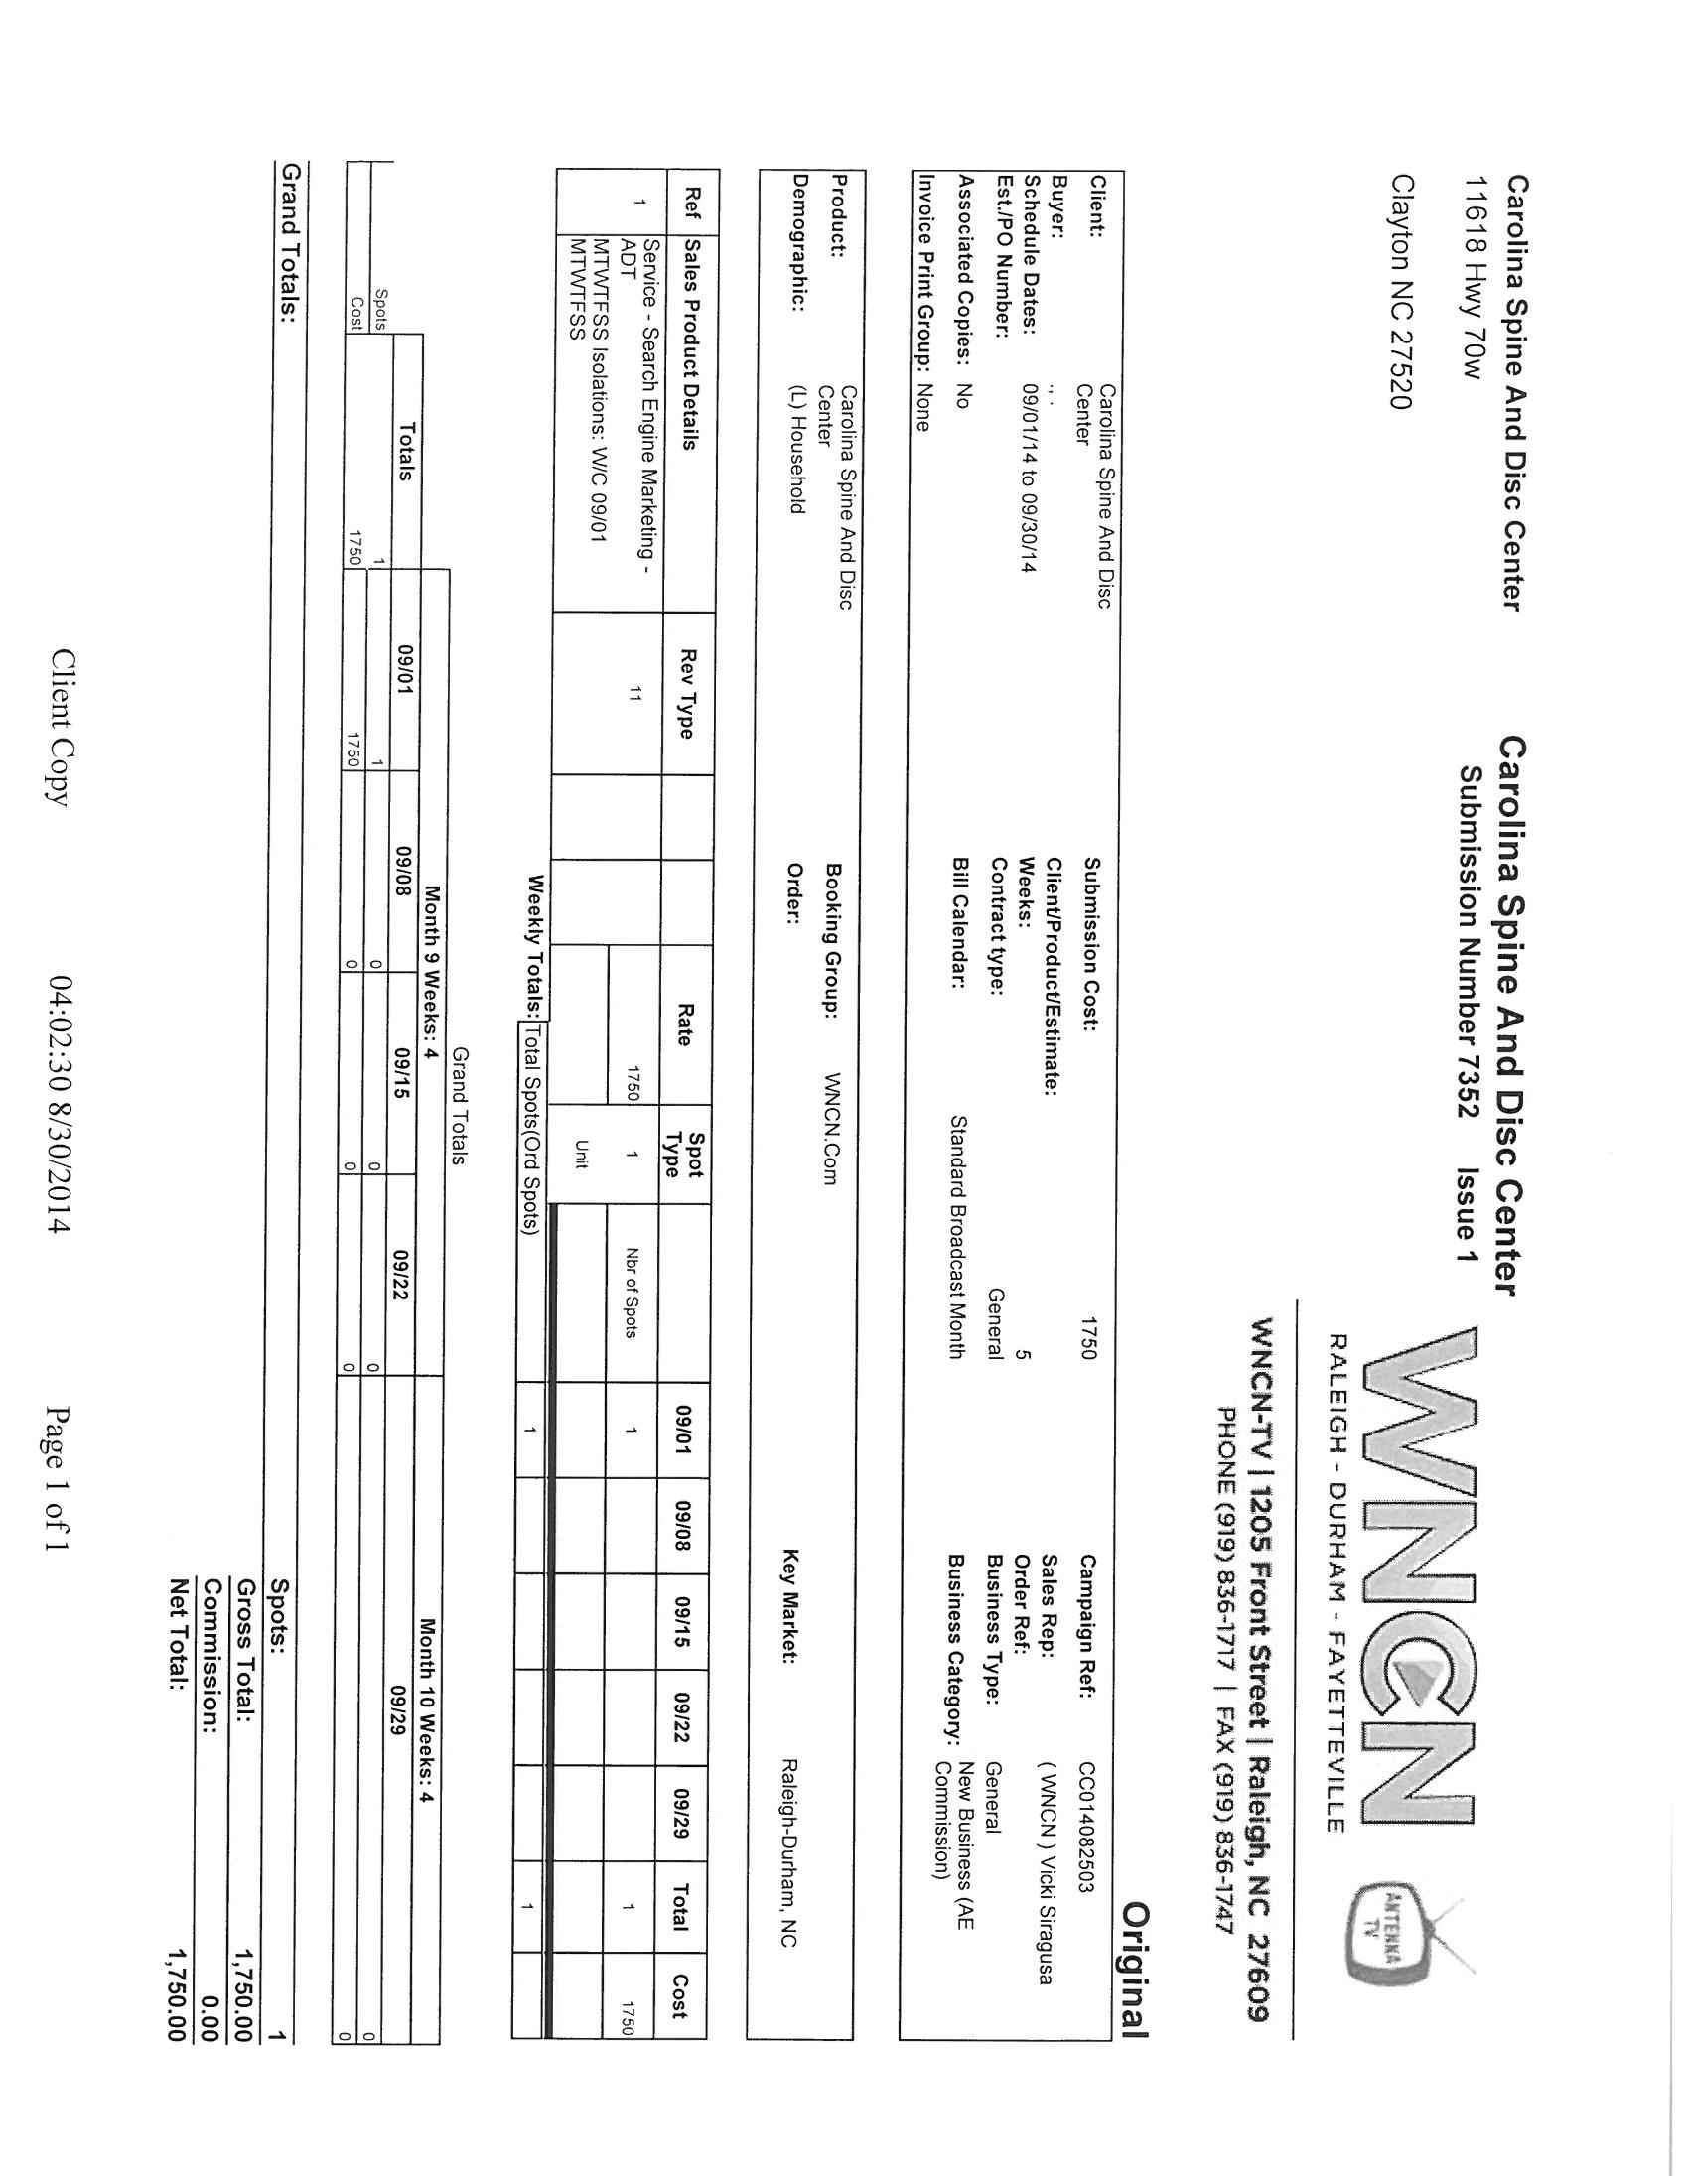 Carolina Spine And Disc Center
11618 Hwy 70w
Clayton NC 27520
Carolina Spine And Disc Center
Submission Number 7352 Issue 1
WNCN
RALEIGH - DURHAM - FAYETTEVILLE
ANTENNA
TV
WNCN-TV | 1205 Front Street | Raleigh, NC 27609
PHONE (919) 836-1717 | FAX (919) 836-1747
Original
Client: Carolina Spine And Disc
Center
Buyer: ., .
Schedule Dates: 09/01/14 to 09/30/14
Est./PO Number:
Associated Copies: No
Invoice Print Group: None
Submission Cost: 1750
Client/Product/Estimate:
Weeks: 5
Contract type: General
Bill Calendar: Standard Broadcast Month
Campaign Ref: CC014082503
Sales Rep: ( WNCN ) Vicki Siragusa
Order Ref:
Business Type: General
Business Category: New Business (AE
Commission)
Product: Carolina Spine And Disc
Center
Demographic: (L) Household
Booking Group: WNCN.Com
Order:
Key Market: Raleigh-Durham, NC
Ref Sales Product Details Rev Type Rate Spot
Type 09/01 09/08 09/15 09/22 09/29 Total Cost
1 Service - Search Engine Marketing - 11 1750 1 Nbr of Spots 1 1 1750
ADT
MTWTFSS Isolations: W/C 09/01 Unit
MTWTFSS
Weekly Totals: Total Spots(Ord Spots) 1 1
Grand Totals
Month 9 Weeks: 4 Month 10 Weeks: 4
Totals 09/01 09/08 09/15 09/22 09/29
Spots 1 1 0 0 0 0
Cost 1750 1750 0 0 0 0
Grand Totals:
Spots: 1
Gross Total: 1,750.00
Commission: 0.00
Net Total: 1,750.00
Client Copy 04:02:30 8/30/2014 Page 1 of 1